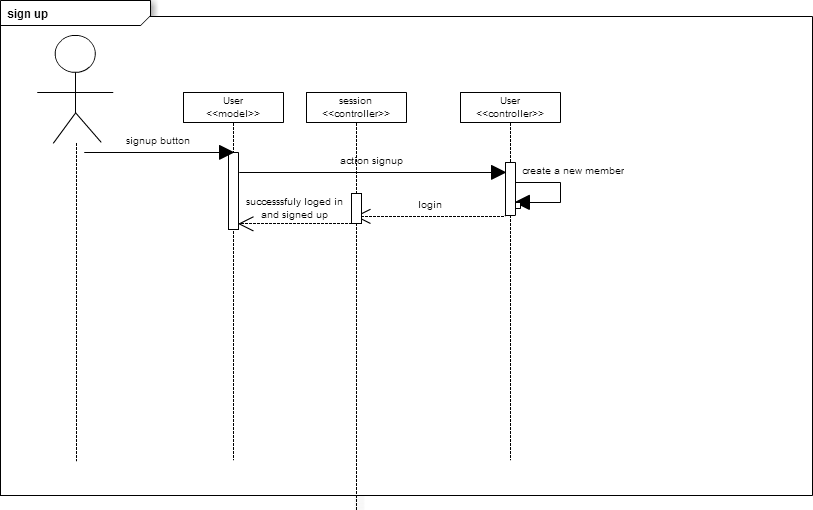 sign up
User
<<model>>
session
<<controller>>
User
<<controller>>
signup button
action signup
create a new member
successsfuly loged in
and signed up
login